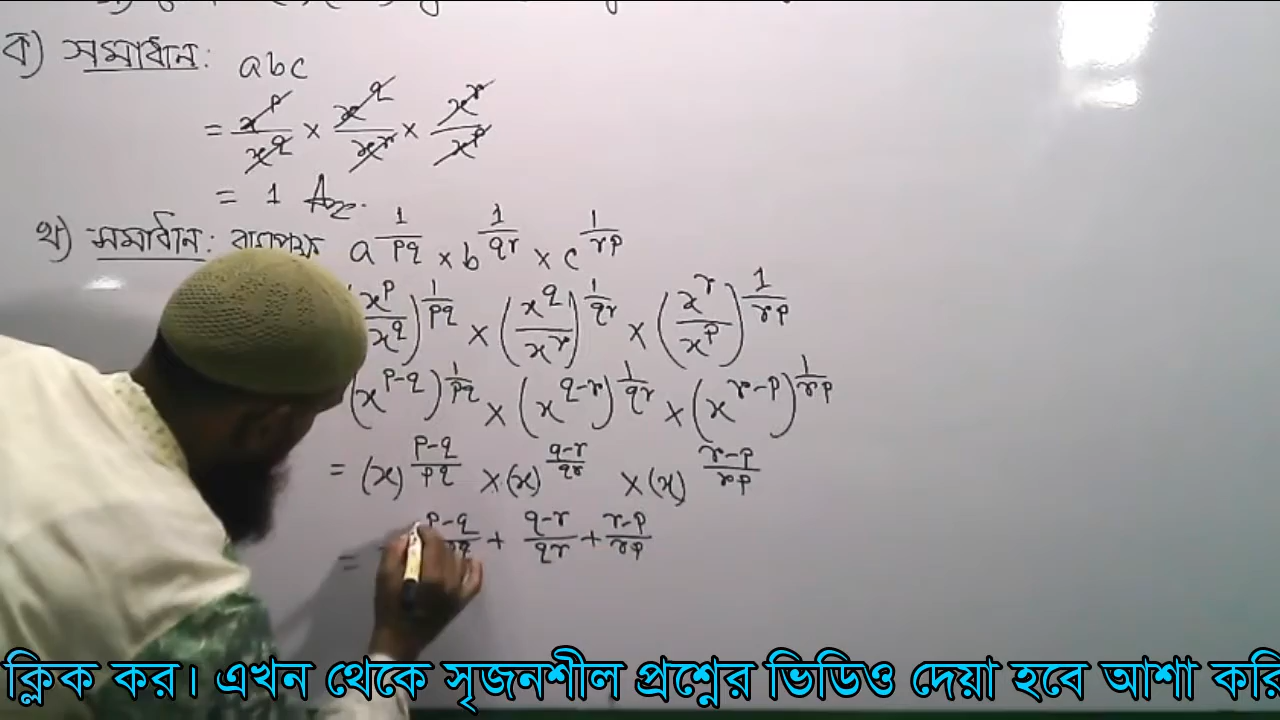 ক) সমাধান: abc
= x^p/x^q × x^q/x^r × x^r/x^p
= 1 Ans.
খ) সমাধান: a^(1/pq) × b^(1/qr) × c^(1/rp)
(x^p/x^q)^(1/pq) × (x^q/x^r)^(1/qr) × (x^r/x^p)^(1/rp)
(x^(p-q))^(1/pq) × (x^(q-r))^(1/qr) × (x^(r-p))^(1/rp)
= (x)^((p-q)/pq) × (x)^((q-r)/qr) × (x)^((r-p)/rp)
= (p-q)/pq + (q-r)/qr + (r-p)/rp
ক্লিক কর। এখন থেকে সৃজনশীল প্রশ্নের ভিডিও দেয়া হবে আশা করি